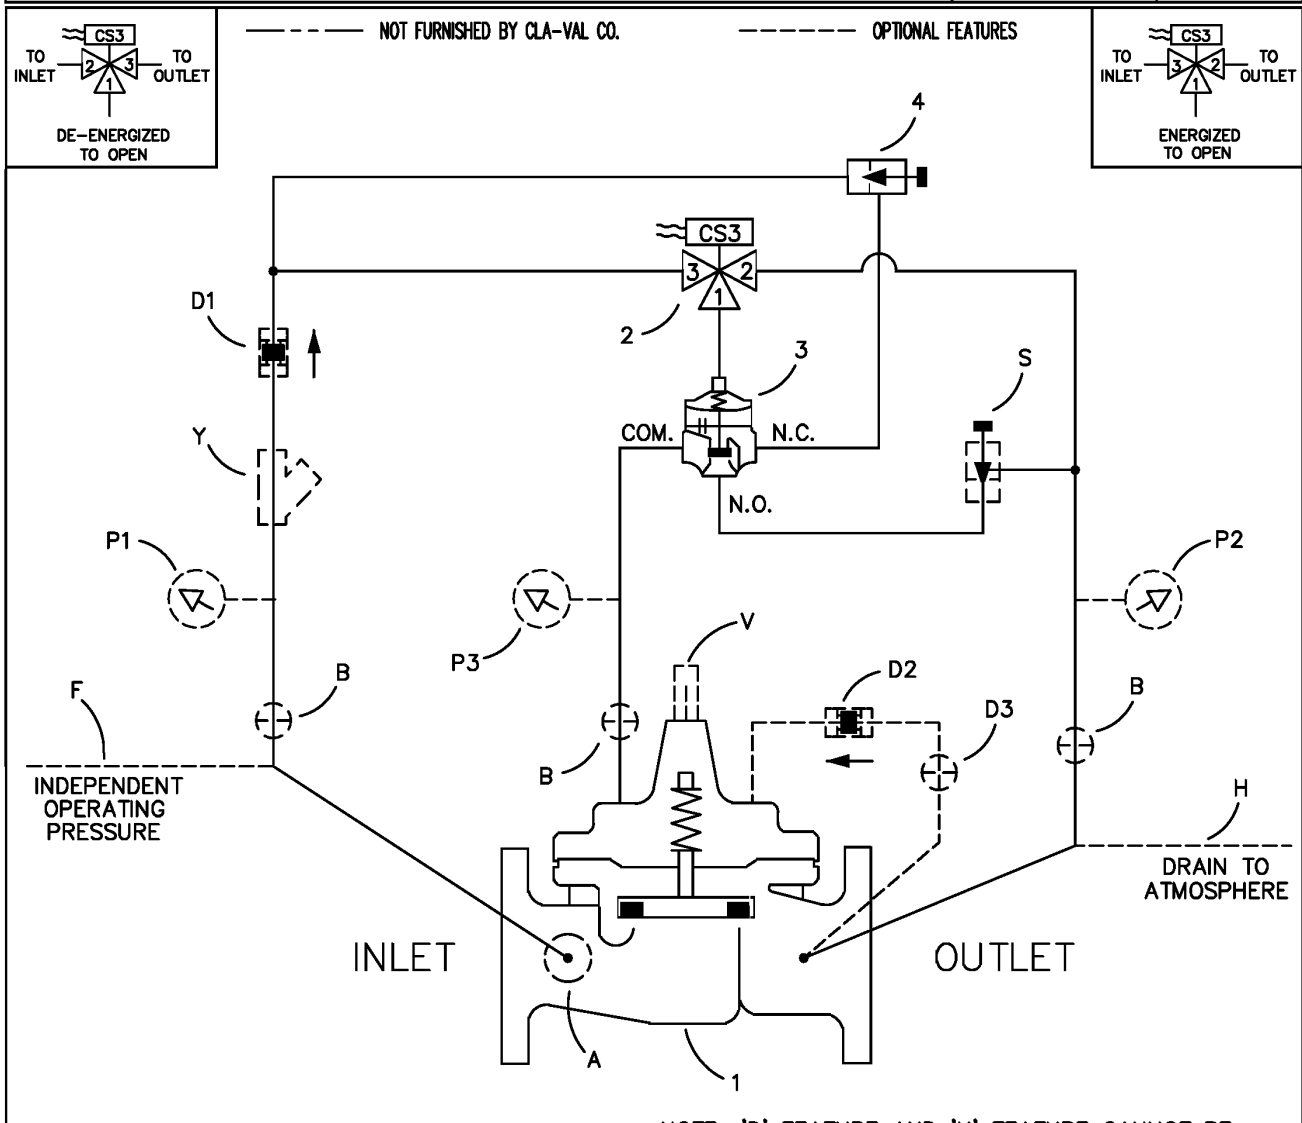 CS3
TO INLET
2
3
TO OUTLET
1
DE-ENERGIZED
TO OPEN
NOT FURNISHED BY CLA-VAL CO.
OPTIONAL FEATURES
CS3
TO INLET
3
2
TO OUTLET
1
ENERGIZED
TO OPEN
4
CS3
3
2
1
D1
2
3
S
Y
COM.
N.C.
N.O.
P1
P2
P3
V
B
F
D2
D3
B
B
H
INDEPENDENT
OPERATING
PRESSURE
DRAIN TO
ATMOSPHERE
INLET
OUTLET
A
1